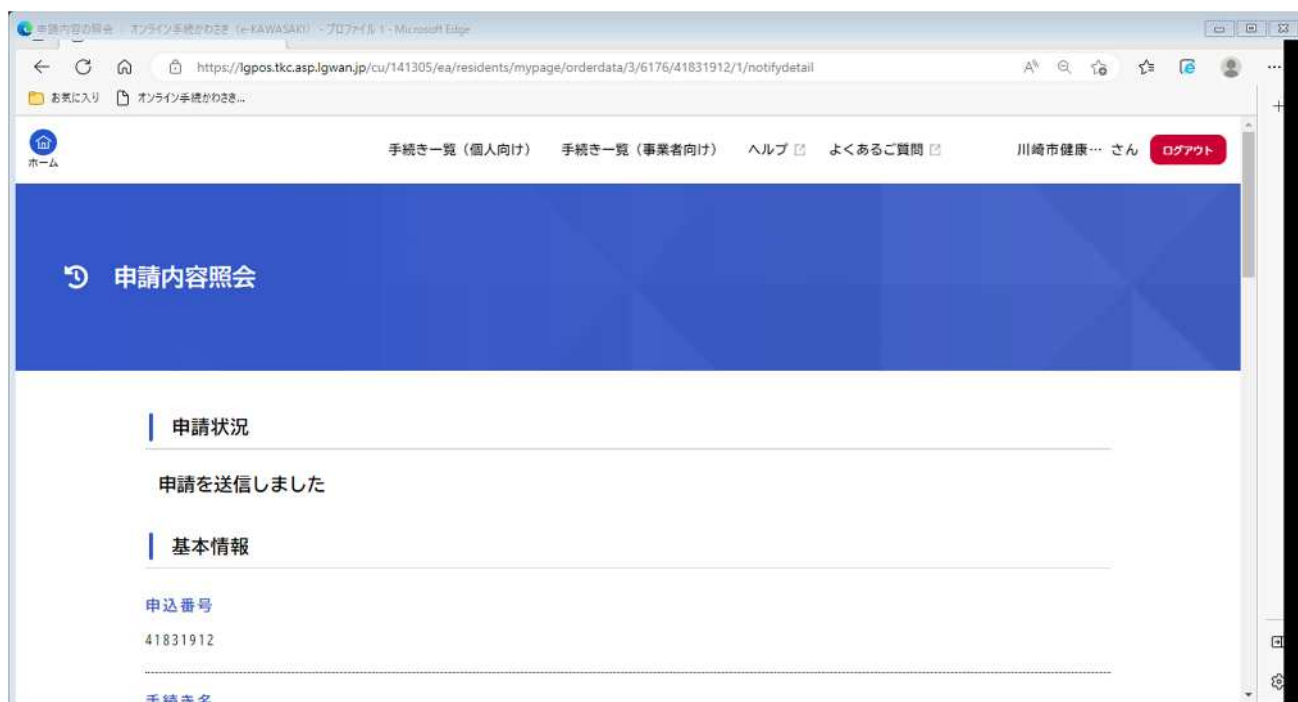 申請内容の照会 - オンライン手続かわさき（e-KAWASAKI） - プロファイル 1 - Microsoft Edge
https://lgpos.tkc.asp.lgwan.jp/cu/141305/ea/residents/mypage/orderdata/3/6176/41831912/1/notifydetail
お気に入り オンライン手続かわさき...
ホーム 手続き一覧（個人向け） 手続き一覧（事業者向け） ヘルプ よくあるご質問 川崎市健康… さん ログアウト
申請内容照会
申請状況
申請を送信しました
基本情報
申込番号
41831912
手続き名